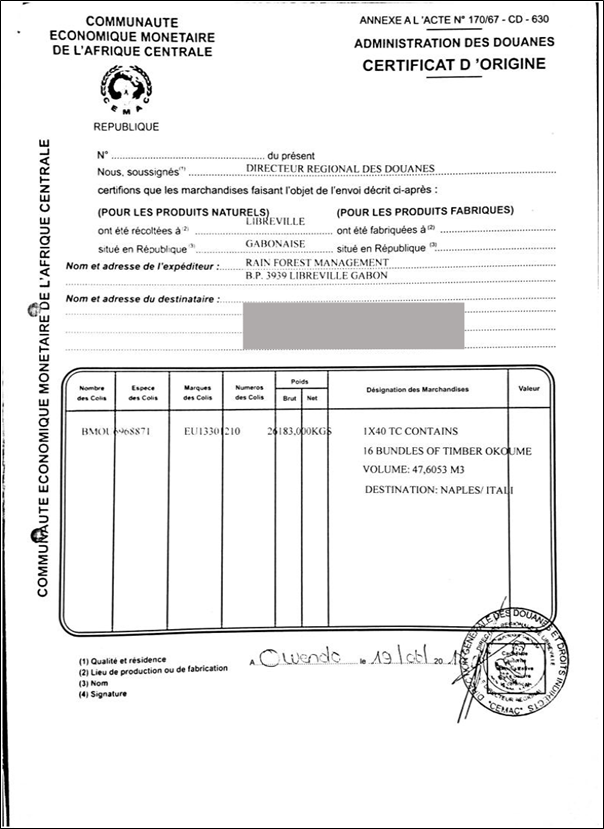 COMMUNAUTE
ECONOMIQUE MONETAIRE
DE L'AFRIQUE CENTRALE
CEMAC
REPUBLIQUE
ANNEXE A L'ACTE N° 170/67 - CD - 630
ADMINISTRATION DES DOUANES
CERTIFICAT D'ORIGINE
COMMUNAUTE ECONOMIQUE MONETAIRE DE L'AFRIQUE CENTRALE
N° ........ du présent
Nous, soussignés(1) DIRECTEUR REGIONAL DES DOUANES
certifions que les marchandises faisant l'objet de l'envoi décrit ci-après :
(POUR LES PRODUITS NATURELS) (POUR LES PRODUITS FABRIQUES)
ont été récoltées à(2) LIBREVILLE ont été fabriquées à(2)
situé en République(3) GABONAISE situé en République (3)
Nom et adresse de l'expéditeur : RAIN FOREST MANAGEMENT
B.P. 3939 LIBREVILLE GABON
Nom et adresse du destinataire :
Nombre des Colis Espece des Colis Marques des Colis Numeros des Colis Poids Brut Net Désignation des Marchandises Valeur
BMOU 6968871 EU13301210 26183,000KGS 1X40 TC CONTAINS
16 BUNDLES OF TIMBER OKOUME
VOLUME: 47,6053 M3
DESTINATION: NAPLES/ ITALI
(1) Qualité et résidence
(2) Lieu de production ou de fabrication
(3) Nom
(4) Signature
A Owendo le 19/oct/ 20
DIRECTION GENERALE DES DOUANES ET DROITS INDIRECTS
"CEMAC"